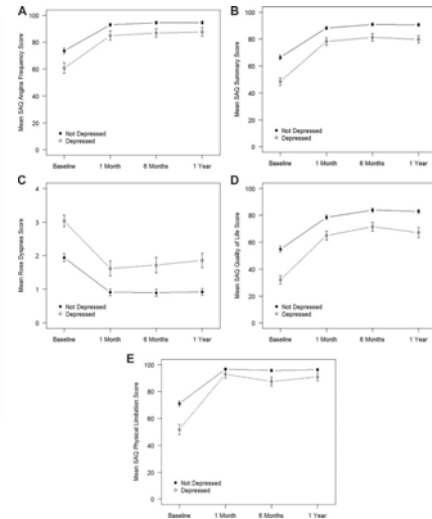 A
Mean SAQ Angina Frequency Score
100
80
60
40
20
0
Not Depressed
Depressed
Baseline
1 Month
6 Months
1 Year
B
Mean SAQ Summary Score
100
80
60
40
20
0
Not Depressed
Depressed
Baseline
1 Month
6 Months
1 Year
C
Mean Rose Dyspnea Score
4
3
2
1
0
Not Depressed
Depressed
Baseline
1 Month
6 Months
1 Year
D
Mean SAQ Quality of Life Score
100
80
60
40
20
0
Not Depressed
Depressed
Baseline
1 Month
6 Months
1 Year
E
Mean SAQ Physical Limitation Score
100
80
60
40
20
0
Not Depressed
Depressed
Baseline
1 Month
6 Months
1 Year